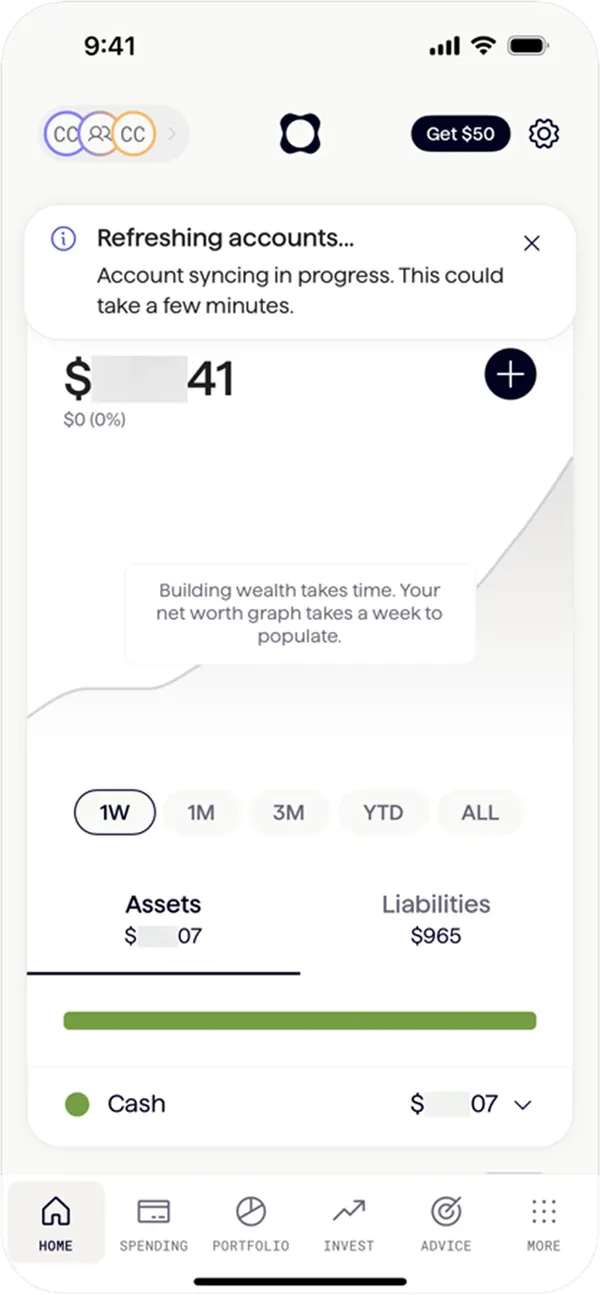 9:41
CC CC Get $50
Refreshing accounts...
Account syncing in progress. This could
take a few minutes.
$ 41
$0 (0%)
Building wealth takes time. Your
net worth graph takes a week to
populate.
1W 1M 3M YTD ALL
Assets Liabilities
$ 07 $965
Cash $ 07
HOME SPENDING PORTFOLIO INVEST ADVICE MORE